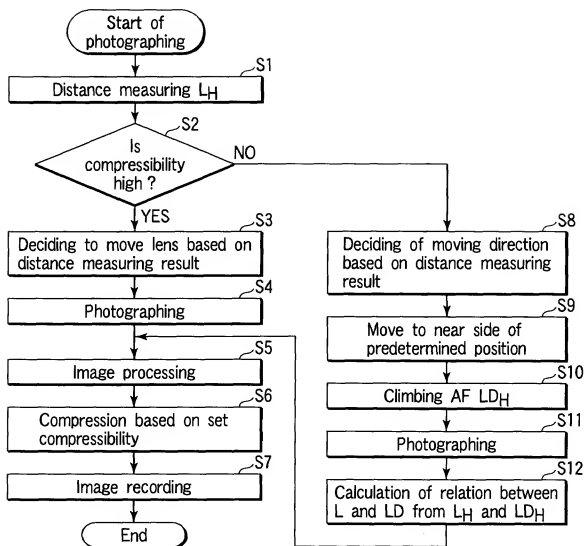 Start of
photographing
S1
Distance measuring LH
S2
Is
compressibility
high ?
NO
YES
S3
Deciding to move lens based on
distance measuring result
S4
Photographing
S5
Image processing
S6
Compression based on set
compressibility
S7
Image recording
End
S8
Deciding of moving direction
based on distance measuring
result
S9
Move to near side of
predetermined position
S10
Climbing AF LDH
S11
Photographing
S12
Calculation of relation between
L and LD from LH and LDH